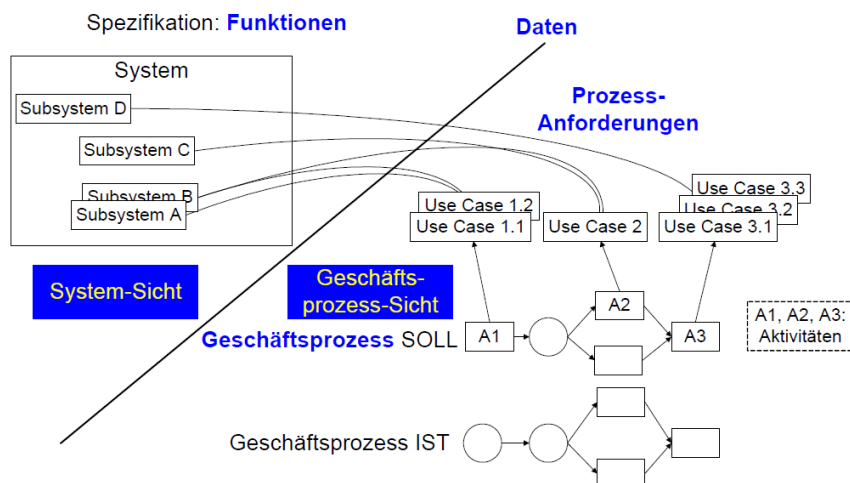 Spezifikation: Funktionen
Daten
System
Prozess-
Anforderungen
Subsystem D
Subsystem C
Subsystem B
Subsystem A
Use Case 1.2
Use Case 1.1
Use Case 2
Use Case 3.3
Use Case 3.2
Use Case 3.1
System-Sicht
Geschäfts-
prozess-Sicht
Geschäftsprozess SOLL
A1
A2
A3
A1, A2, A3:
Aktivitäten
Geschäftsprozess IST